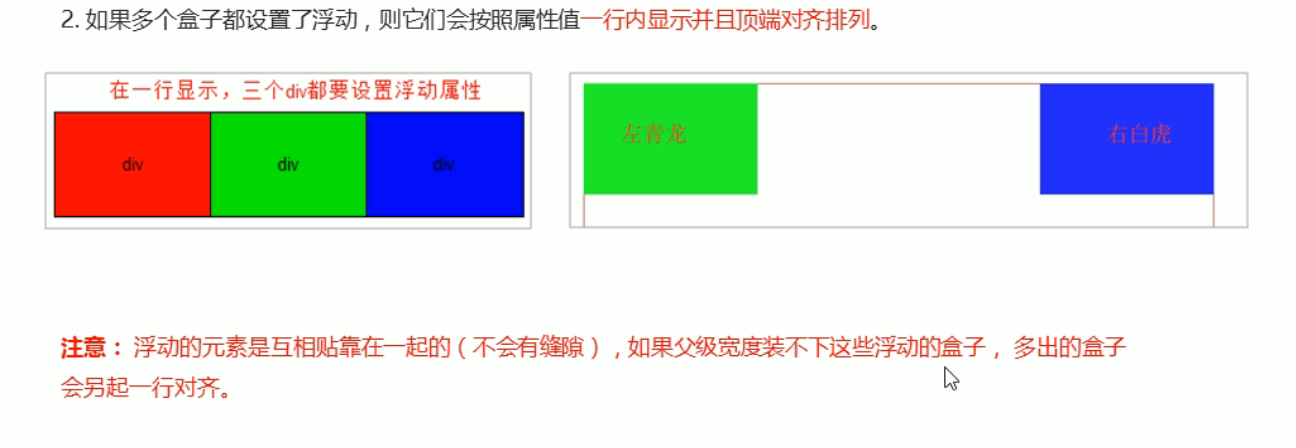 2. 如果多个盒子都设置了浮动，则它们会按照属性值一行内显示并且顶端对齐排列。
在一行显示，三个div都要设置浮动属性
div
div
div
左青龙
右白虎
注意： 浮动的元素是互相贴靠在一起的（不会有缝隙），如果父级宽度装不下这些浮动的盒子， 多出的盒子
会另起一行对齐。